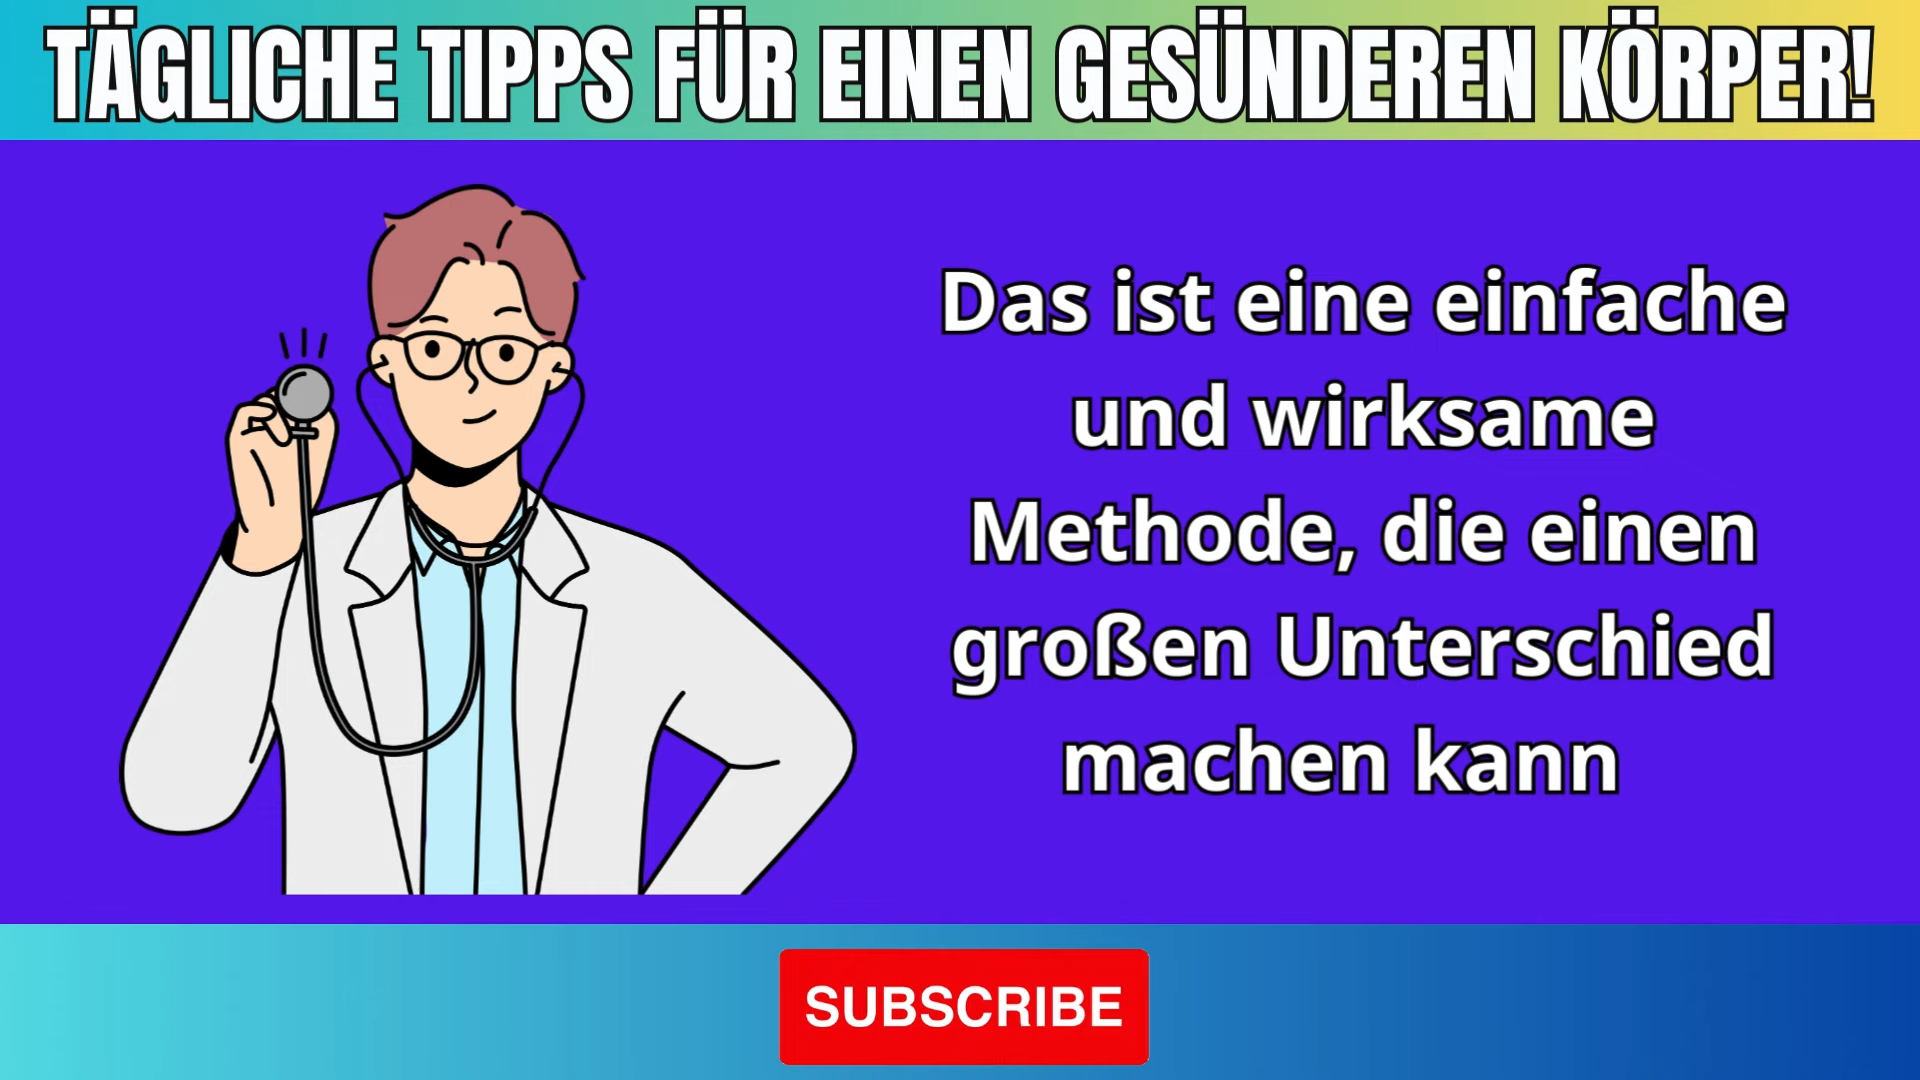 TÄGLICHE TIPPS FÜR EINEN GESÜNDEREN KÖRPER!
Das ist eine einfache
und wirksame
Methode, die einen
großen Unterschied
machen kann
SUBSCRIBE